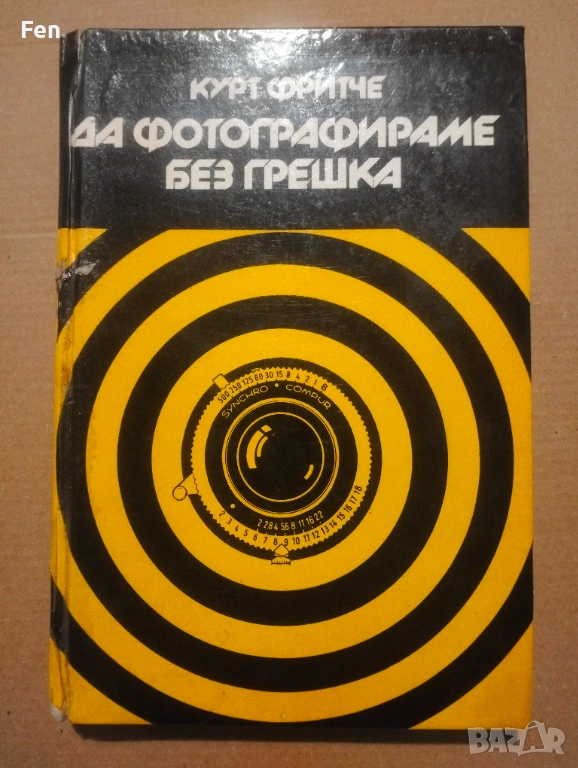 Fen
КУРТ ФРИТЧЕ
ДА ФОТОГРАФИРАМЕ
БЕЗ ГРЕШКА
500 250 125 60 30 15 8 4 2 1 B
SYNCHRO • COMPUR
2 2.8 4 5.6 8 11 16 22
2 3 4 5 6 7 8 9 10 11 12 13 14 15 16 17 18
BAZAR